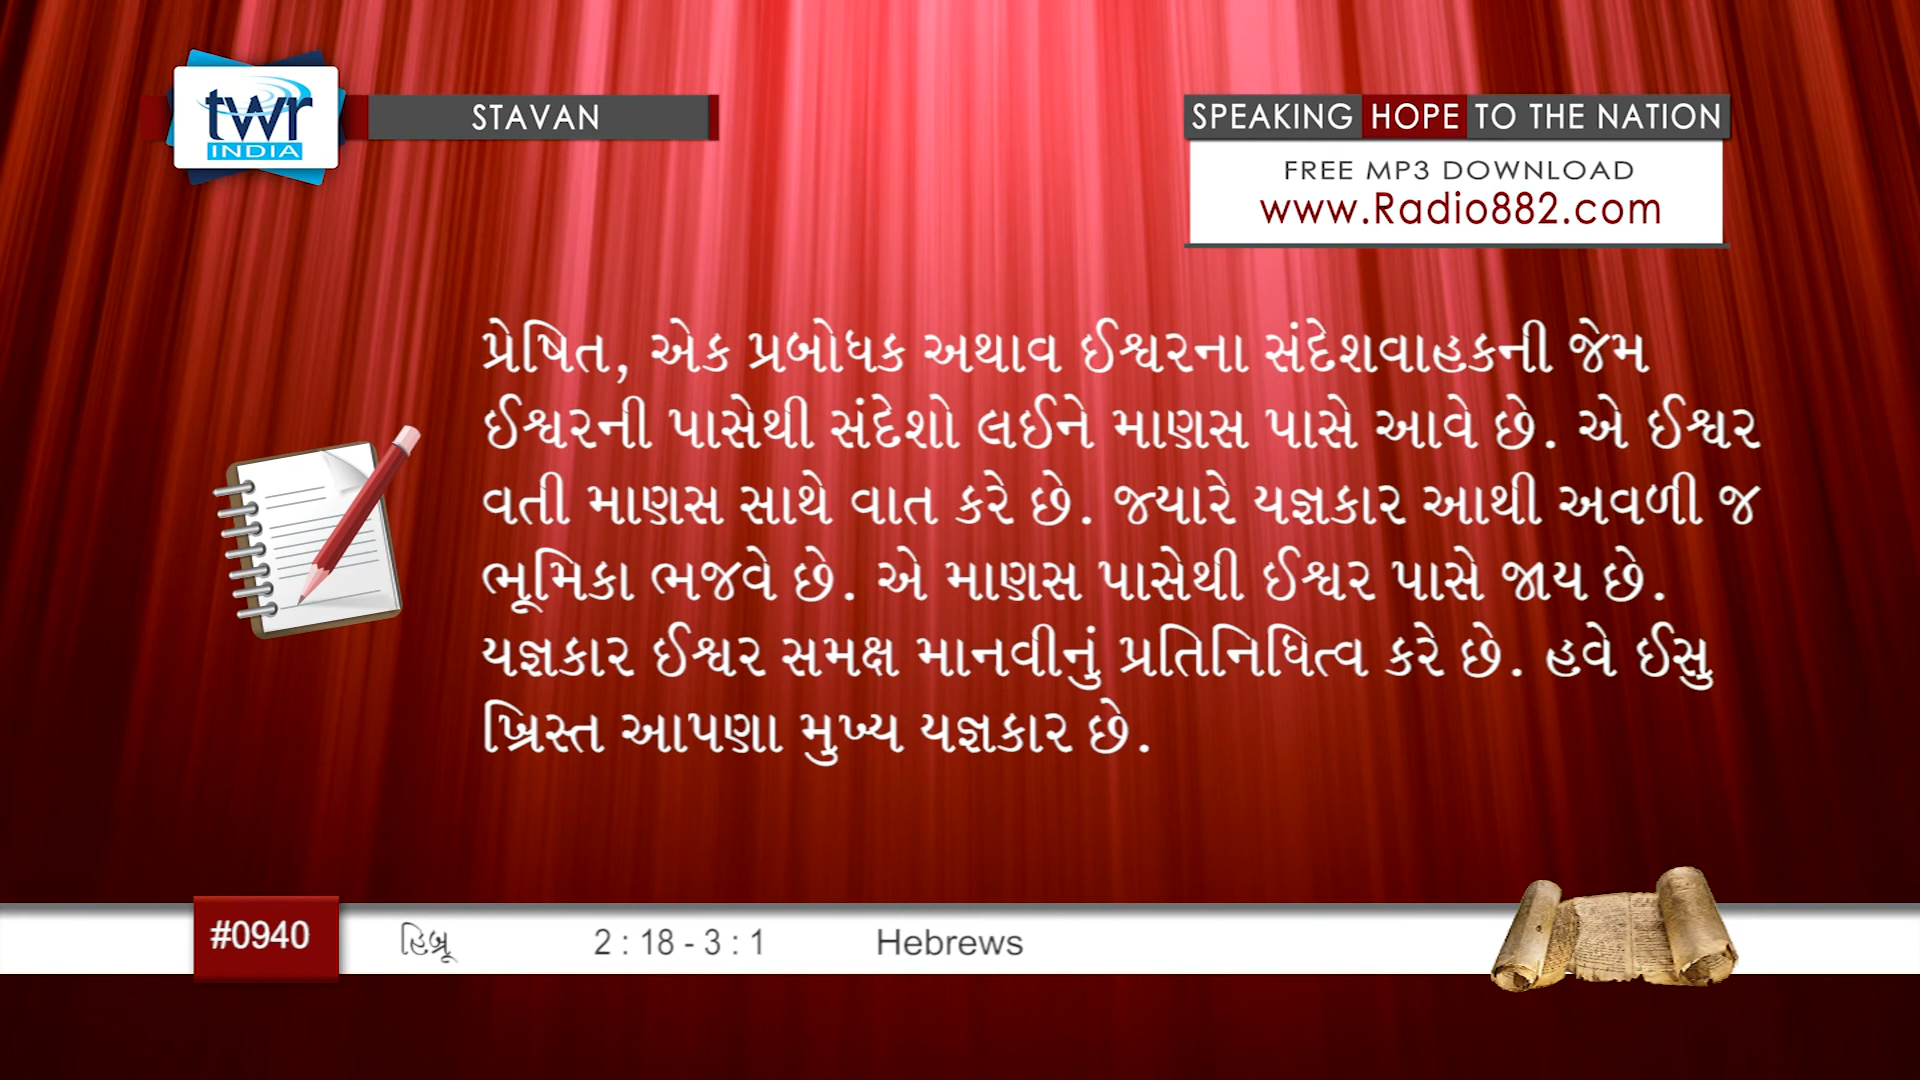 twr
INDIA
STAVAN
SPEAKING HOPE TO THE NATION
FREE MP3 DOWNLOAD
www.Radio882.com
પ્રેષિત, એક પ્રબોધક અથાવ ઈશ્વરના સંદેશવાહકની જેમ
ઈશ્વરની પાસેથી સંદેશો લઈને માણસ પાસે આવે છે. એ ઈશ્વર
વતી માણસ સાથે વાત કરે છે. જ્યારે યજ્ઞકાર આથી અવળી જ
ભૂમિકા ભજવે છે. એ માણસ પાસેથી ઈશ્વર પાસે જાય છે.
યજ્ઞકાર ઈશ્વર સમક્ષ માનવીનું પ્રતિનિધિત્વ કરે છે. હવે ઈસુ
ખ્રિસ્ત આપણા મુખ્ય યજ્ઞકાર છે.
#0940 હિબ્રૂ 2 : 18 - 3 : 1 Hebrews